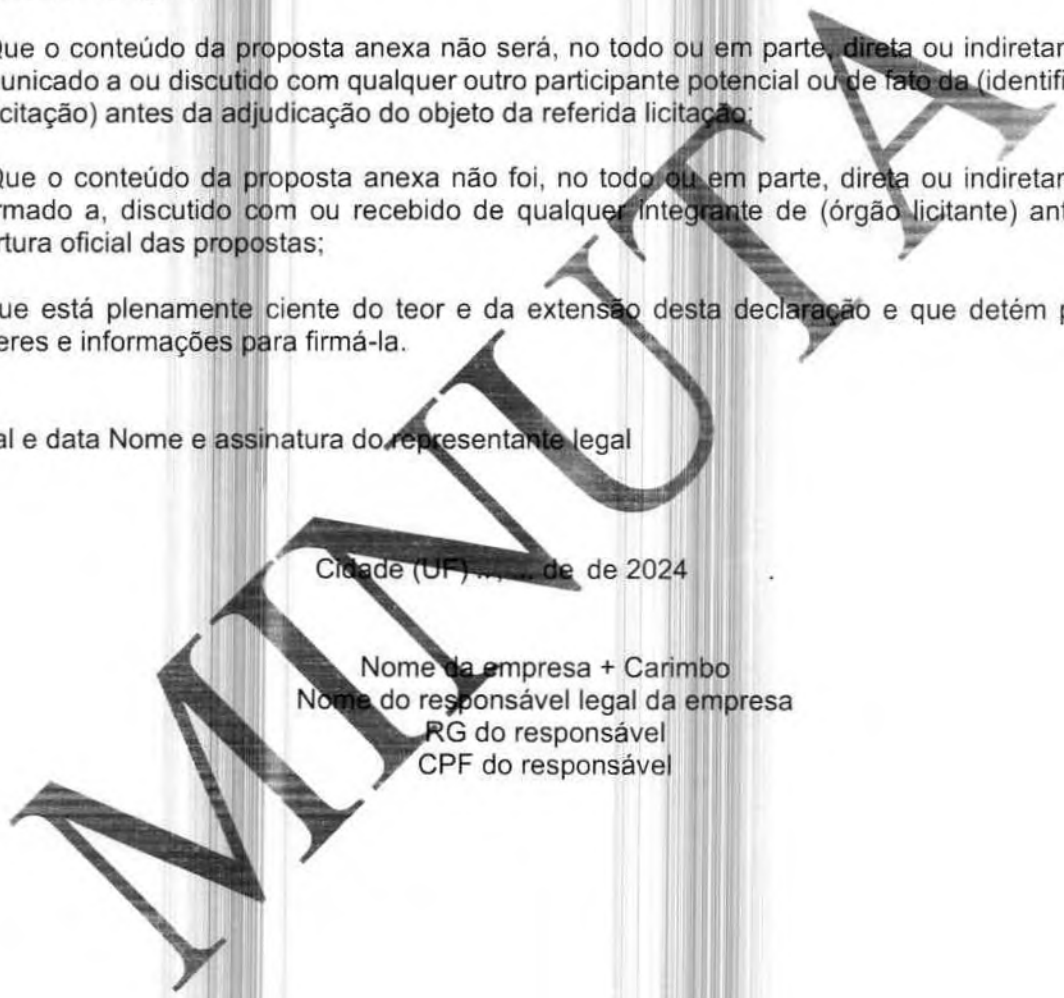 Que o conteúdo da proposta anexa não será, no todo ou em parte, direta ou indiretar
unicado a ou discutido com qualquer outro participante potencial ou de fato da (identifi
citação) antes da adjudicação do objeto da referida licitação;
Que o conteúdo da proposta anexa não foi, no todo ou em parte, direta ou indiretar
rmado a, discutido com ou recebido de qualquer integrante de (órgão licitante) ant
rtura oficial das propostas;
ue está plenamente ciente do teor e da extensão desta declaração e que detém p
eres e informações para firmá-la.
al e data Nome e assinatura do representante legal
Cidade (UF) ..., ... de de 2024 .
Nome da empresa + Carimbo
Nome do responsável legal da empresa
RG do responsável
CPF do responsável
MINUTA